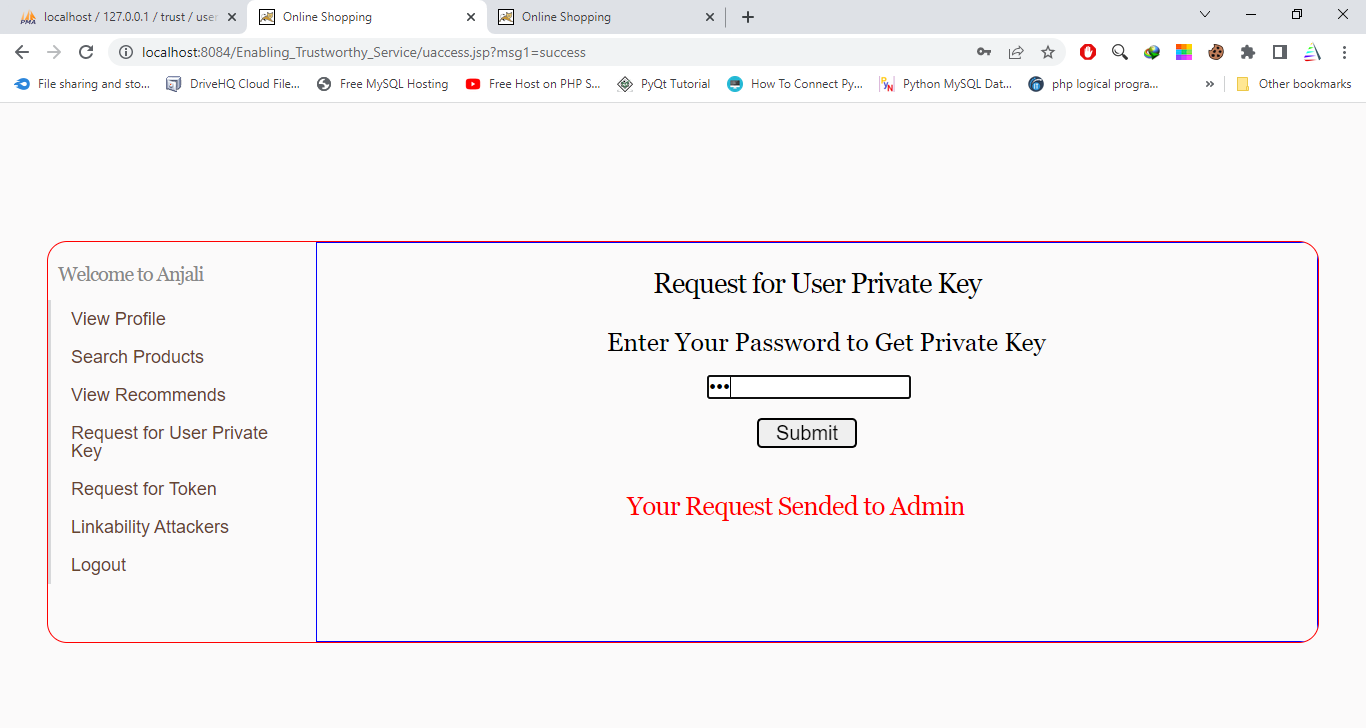 localhost / 127.0.0.1 / trust / user
Online Shopping
Online Shopping
localhost:8084/Enabling_Trustworthy_Service/uaccess.jsp?msg1=success
File sharing and sto...
DriveHQ Cloud File...
Free MySQL Hosting
Free Host on PHP S...
PyQt Tutorial
How To Connect Py...
Python MySQL Dat...
php logical progra...
»
Other bookmarks
Welcome to Anjali
View Profile
Search Products
View Recommends
Request for User Private
Key
Request for Token
Linkability Attackers
Logout
Request for User Private Key
Enter Your Password to Get Private Key
•••
Submit
Your Request Sended to Admin